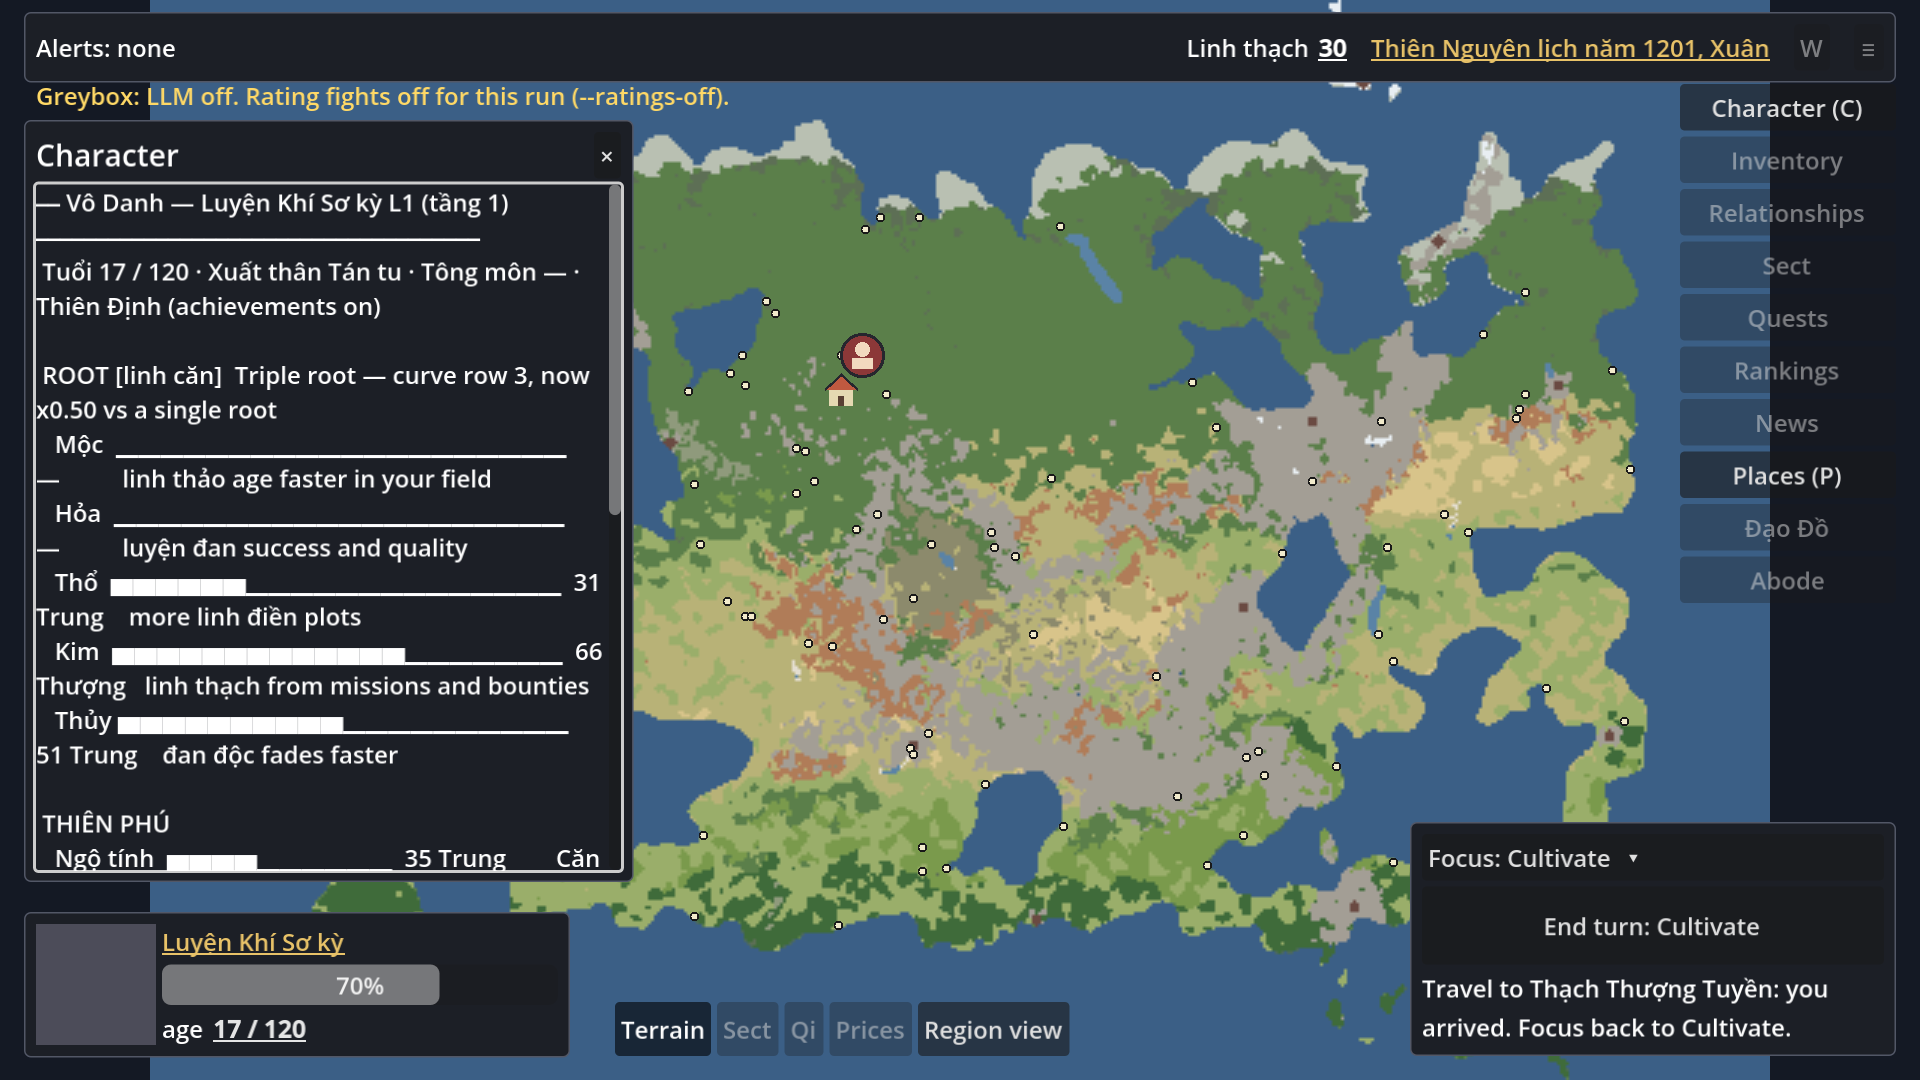 Alerts: none
Linh thạch 30 Thiên Nguyên lịch năm 1201, Xuân W ≡
Greybox: LLM off. Rating fights off for this run (--ratings-off).
Character ×
— Vô Danh — Luyện Khí Sơ kỳ L1 (tầng 1)
Tuổi 17 / 120 · Xuất thân Tán tu · Tông môn — ·
Thiên Định (achievements on)
ROOT [linh căn] Triple root — curve row 3, now
x0.50 vs a single root
Mộc
— linh thảo age faster in your field
Hỏa
— luyện đan success and quality
Thổ 31
Trung more linh điền plots
Kim 66
Thượng linh thạch from missions and bounties
Thủy
51 Trung đan độc fades faster
THIÊN PHÚ
Ngộ tính 35 Trung Căn
Luyện Khí Sơ kỳ
70%
age 17 / 120
Terrain Sect Qi Prices Region view
Character (C)
Inventory
Relationships
Sect
Quests
Rankings
News
Places (P)
Đạo Đồ
Abode
Focus: Cultivate ▾
End turn: Cultivate
Travel to Thạch Thượng Tuyền: you
arrived. Focus back to Cultivate.